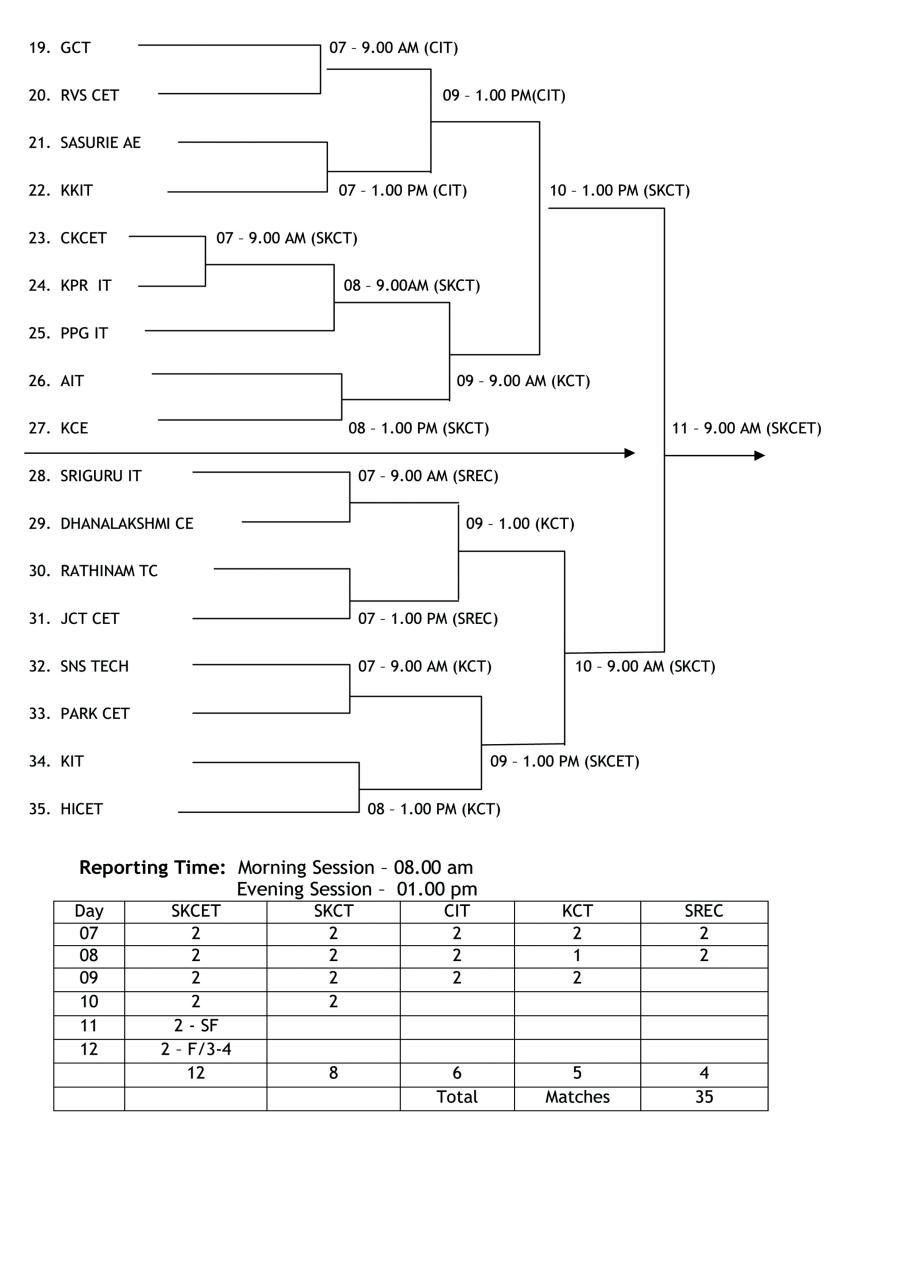 19. GCT 07 – 9.00 AM (CIT)
20. RVS CET 09 – 1.00 PM(CIT)
21. SASURIE AE
22. KKIT 07 – 1.00 PM (CIT) 10 – 1.00 PM (SKCT)
23. CKCET 07 – 9.00 AM (SKCT)
24. KPR IT 08 – 9.00AM (SKCT)
25. PPG IT
26. AIT 09 – 9.00 AM (KCT)
27. KCE 08 – 1.00 PM (SKCT) 11 – 9.00 AM (SKCET)
28. SRIGURU IT 07 – 9.00 AM (SREC)
29. DHANALAKSHMI CE 09 – 1.00 (KCT)
30. RATHINAM TC
31. JCT CET 07 – 1.00 PM (SREC)
32. SNS TECH 07 – 9.00 AM (KCT) 10 – 9.00 AM (SKCT)
33. PARK CET
34. KIT 09 – 1.00 PM (SKCET)
35. HICET 08 – 1.00 PM (KCT)
Reporting Time: Morning Session – 08.00 am
Evening Session – 01.00 pm
Day SKCET SKCT CIT KCT SREC
07 2 2 2 2 2
08 2 2 2 1 2
09 2 2 2 2
10 2 2
11 2 - SF
12 2 – F/3-4
12 8 6 5 4
Total Matches 35